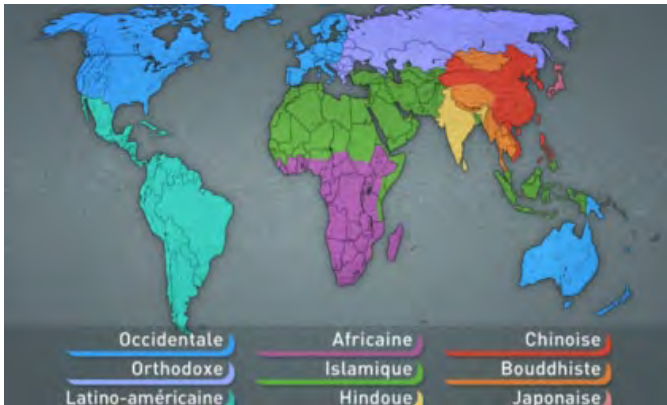 Occidentale Africaine Chinoise
Orthodoxe Islamique Bouddhiste
Latino-américaine Hindoue Japonaise